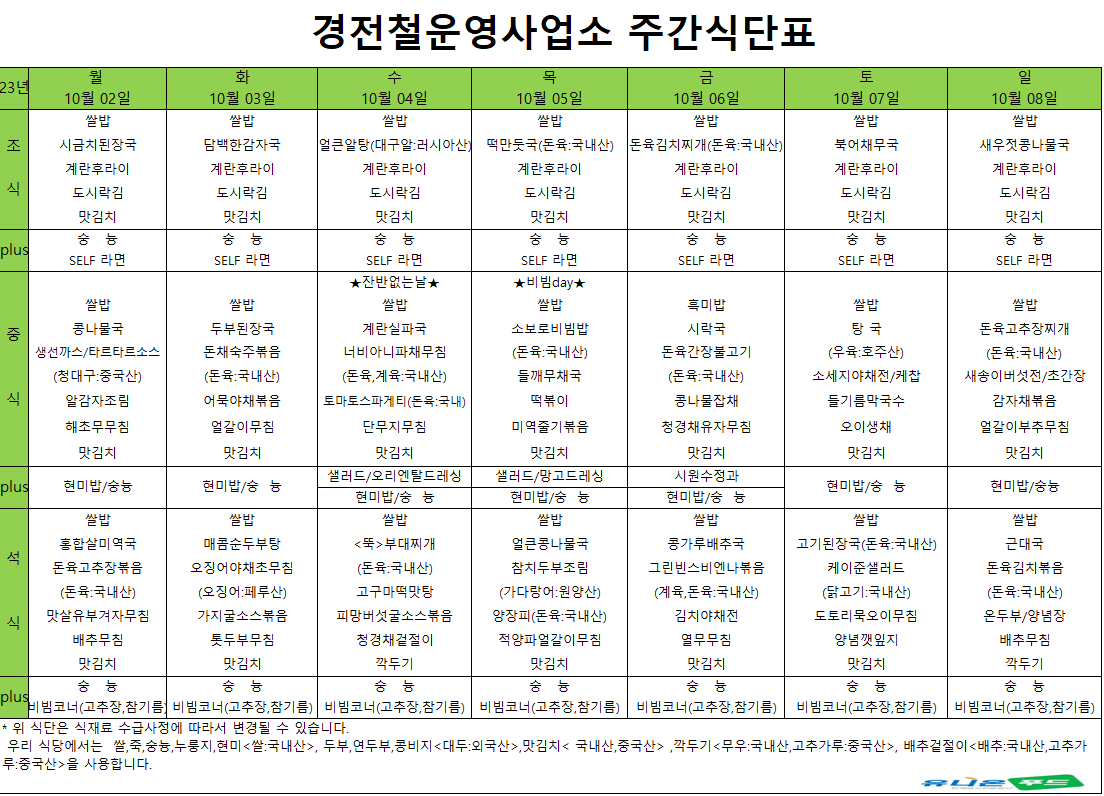 경전철운영사업소 주간식단표
23년 월 화 수 목 금 토 일
10월 02일 10월 03일 10월 04일 10월 05일 10월 06일 10월 07일 10월 08일
조식
쌀밥 쌀밥 쌀밥 쌀밥 쌀밥 쌀밥 쌀밥
시금치된장국 담백한감자국 얼큰알탕(대구알:러시아산) 떡만둣국(돈육:국내산) 돈육김치찌개(돈육:국내산) 북어채무국 새우젓콩나물국
계란후라이 계란후라이 계란후라이 계란후라이 계란후라이 계란후라이 계란후라이
도시락김 도시락김 도시락김 도시락김 도시락김 도시락김 도시락김
맛김치 맛김치 맛김치 맛김치 맛김치 맛김치 맛김치
plus
숭 늉 숭 늉 숭 늉 숭 늉 숭 늉 숭 늉 숭 늉
SELF 라면 SELF 라면 SELF 라면 SELF 라면 SELF 라면 SELF 라면 SELF 라면
중식
★잔반없는날★ ★비빔day★
쌀밥 쌀밥 쌀밥 쌀밥 흑미밥 쌀밥 쌀밥
콩나물국 두부된장국 계란실파국 소보로비빔밥 시락국 탕 국 돈육고추장찌개
생선까스/타르타르소스 돈채숙주볶음 너비아니파채무침 (돈육:국내산) 돈육간장불고기 (우육:호주산) (돈육:국내산)
(청대구:중국산) (돈육:국내산) (돈육,계육:국내산) 들깨무채국 (돈육:국내산) 소세지야채전/케찹 새송이버섯전/초간장
알감자조림 어묵야채볶음 토마토스파게티(돈육:국내) 떡볶이 콩나물잡채 들기름막국수 감자채볶음
해초무무침 얼갈이무침 단무지무침 미역줄기볶음 청경채유자무침 오이생채 얼갈이부추무침
맛김치 맛김치 맛김치 맛김치 맛김치 맛김치 맛김치
plus
샐러드/오리엔탈드레싱 샐러드/망고드레싱 시원수정과
현미밥/숭늉 현미밥/숭 늉 현미밥/숭 늉 현미밥/숭 늉 현미밥/숭 늉 현미밥/숭 늉 현미밥/숭늉
석식
쌀밥 쌀밥 쌀밥 쌀밥 쌀밥 쌀밥 쌀밥
홍합살미역국 매콤순두부탕 <뚝>부대찌개 얼큰콩나물국 콩가루배추국 고기된장국(돈육:국내산) 근대국
돈육고추장볶음 오징어야채초무침 (돈육:국내산) 참치두부조림 그린빈스비엔나볶음 케이준샐러드 돈육김치볶음
(돈육:국내산) (오징어:페루산) 고구마떡맛탕 (가다랑어:원양산) (계육,돈육:국내산) (닭고기:국내산) (돈육:국내산)
맛살유부겨자무침 가지굴소스볶음 피망버섯굴소스볶음 양장피(돈육:국내산) 김치야채전 도토리묵오이무침 온두부/양념장
배추무침 톳두부무침 청경채겉절이 적양파얼갈이무침 열무무침 양념깻잎지 배추무침
맛김치 맛김치 깍두기 맛김치 맛김치 맛김치 깍두기
plus
숭 늉 숭 늉 숭 늉 숭 늉 숭 늉 숭 늉 숭 늉
비빔코너(고추장,참기름) 비빔코너(고추장,참기름) 비빔코너(고추장,참기름) 비빔코너(고추장,참기름) 비빔코너(고추장,참기름) 비빔코너(고추장,참기름) 비빔코너(고추장,참기름)
* 위 식단은 식재료 수급사정에 따라서 변경될 수 있습니다.
우리 식당에서는 쌀,죽,숭늉,누룽지,현미<쌀:국내산>, 두부,연두부,콩비지<대두:외국산>,맛김치< 국내산,중국산> ,깍두기<무우:국내산,고추가루:중국산>, 배추겉절이<배추:국내산,고추가
루:중국산>을 사용합니다.
유니온푸드